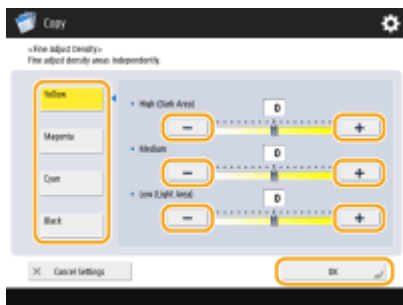 Copy
<Fine Adjust Density>
Fine adjust density areas independently.
Yellow
Magenta
Cyan
Black
High (Dark Area)
0
− +
Medium
0
− +
Low (Light Area)
0
− +
× Cancel Settings
OK